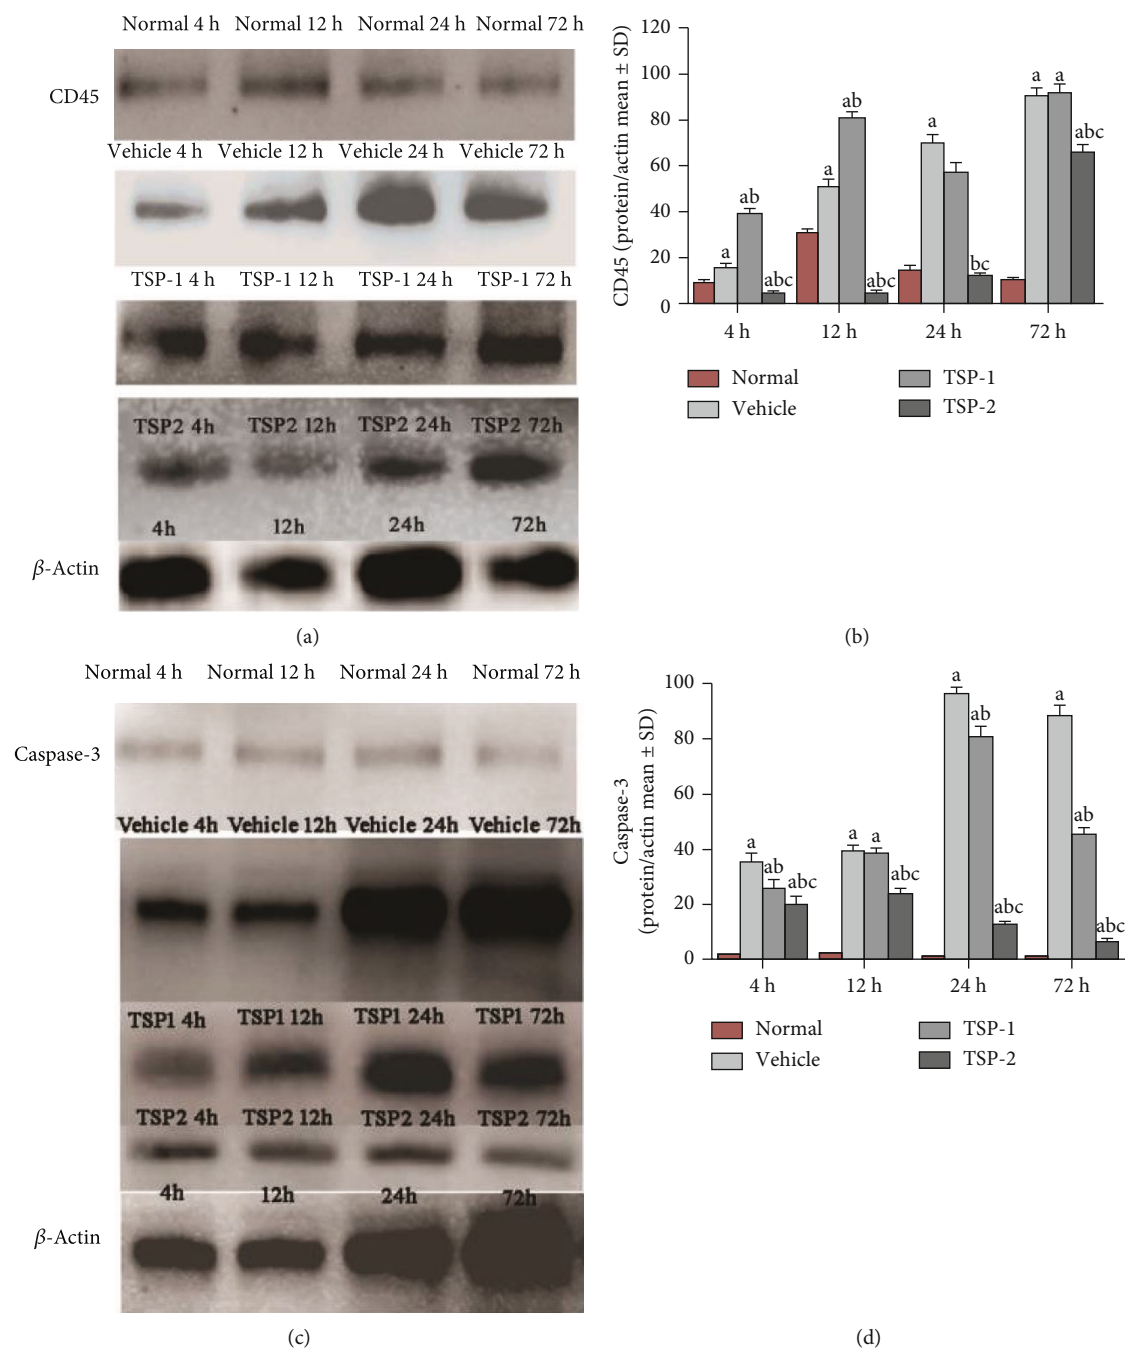 Normal 4 h Normal 12 h Normal 24 h Normal 72 h
CD45
Vehicle 4 h Vehicle 12 h Vehicle 24 h Vehicle 72 h
TSP-1 4 h TSP-1 12 h TSP-1 24 h TSP-1 72 h
TSP2 4h TSP2 12h TSP2 24h TSP2 72h
4h 12h 24h 72h
β-Actin
(a)
CD45 (protein/actin mean ± SD)
120
100
80
60
40
20
0
a ab abc
a ab abc
a bc
a a abc
4 h 12 h 24 h 72 h
Normal TSP-1
Vehicle TSP-2
(b)
Normal 4 h Normal 12 h Normal 24 h Normal 72 h
Caspase-3
Vehicle 4h Vehicle 12h Vehicle 24h Vehicle 72h
TSP1 4h TSP1 12h TSP1 24h TSP1 72h
TSP2 4h TSP2 12h TSP2 24h TSP2 72h
4h 12h 24h 72h
β-Actin
(c)
Caspase-3
(protein/actin mean ± SD)
100
80
60
40
20
0
a ab abc
a a abc
a ab abc
a ab abc
4 h 12 h 24 h 72 h
Normal TSP-1
Vehicle TSP-2
(d)